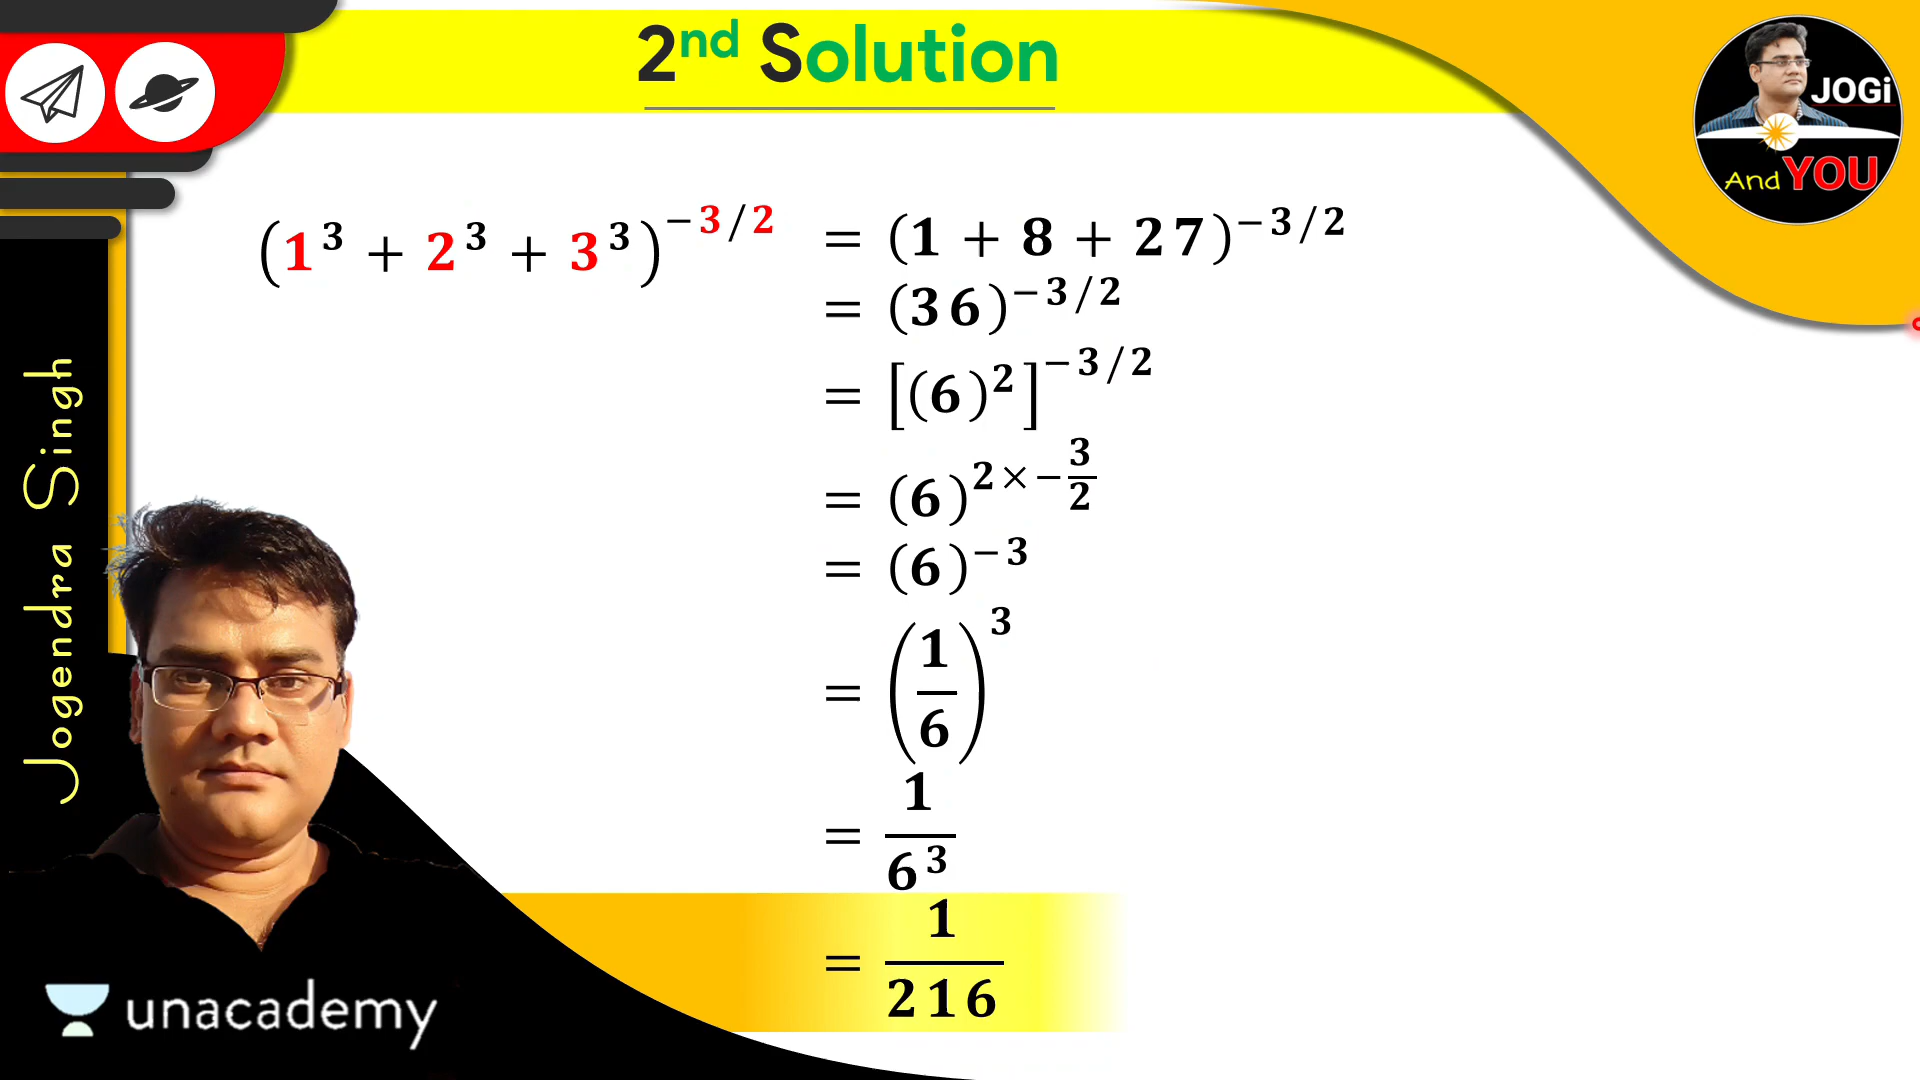 2nd Solution
JOGi
And YOU
(1³ + 2³ + 3³)^(−3/2) = (1 + 8 + 27)^(−3/2)
= (36)^(−3/2)
= [(6)²]^(−3/2)
= (6)^(2×−3/2)
= (6)^(−3)
= (1/6)³
= 1/6³
= 1/216
Jogendra Singh
unacademy